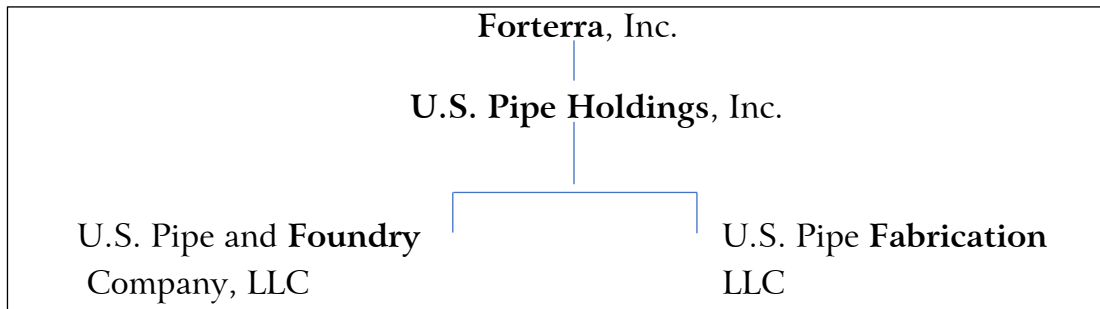 Forterra, Inc.
U.S. Pipe Holdings, Inc.
U.S. Pipe and Foundry
Company, LLC
U.S. Pipe Fabrication
LLC